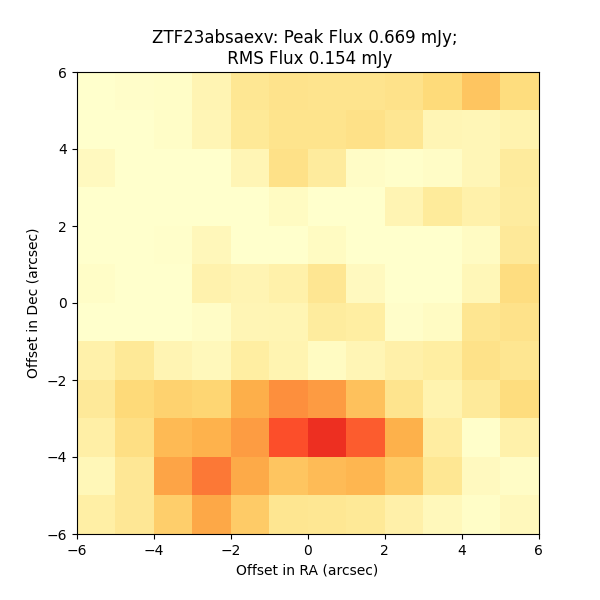 ZTF23absaexv: Peak Flux 0.669 mJy;
RMS Flux 0.154 mJy
6
4
2
0
−2
−4
−6
Offset in Dec (arcsec)
−6 −4 −2 0 2 4 6
Offset in RA (arcsec)